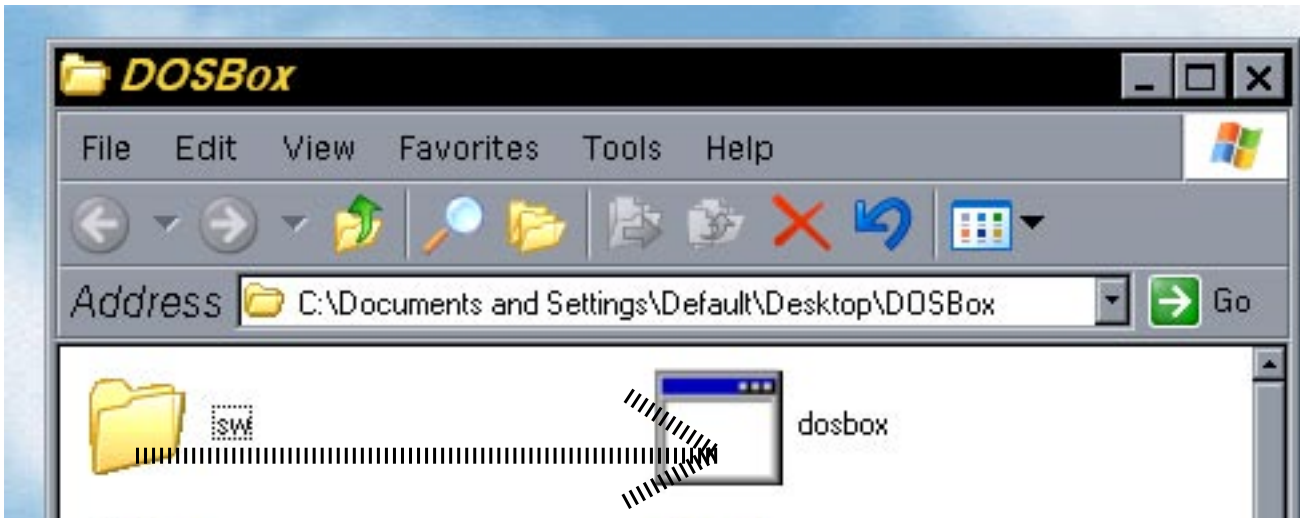 DOSBox
File Edit View Favorites Tools Help
Address C:\Documents and Settings\Default\Desktop\DOSBox Go
sw dosbox